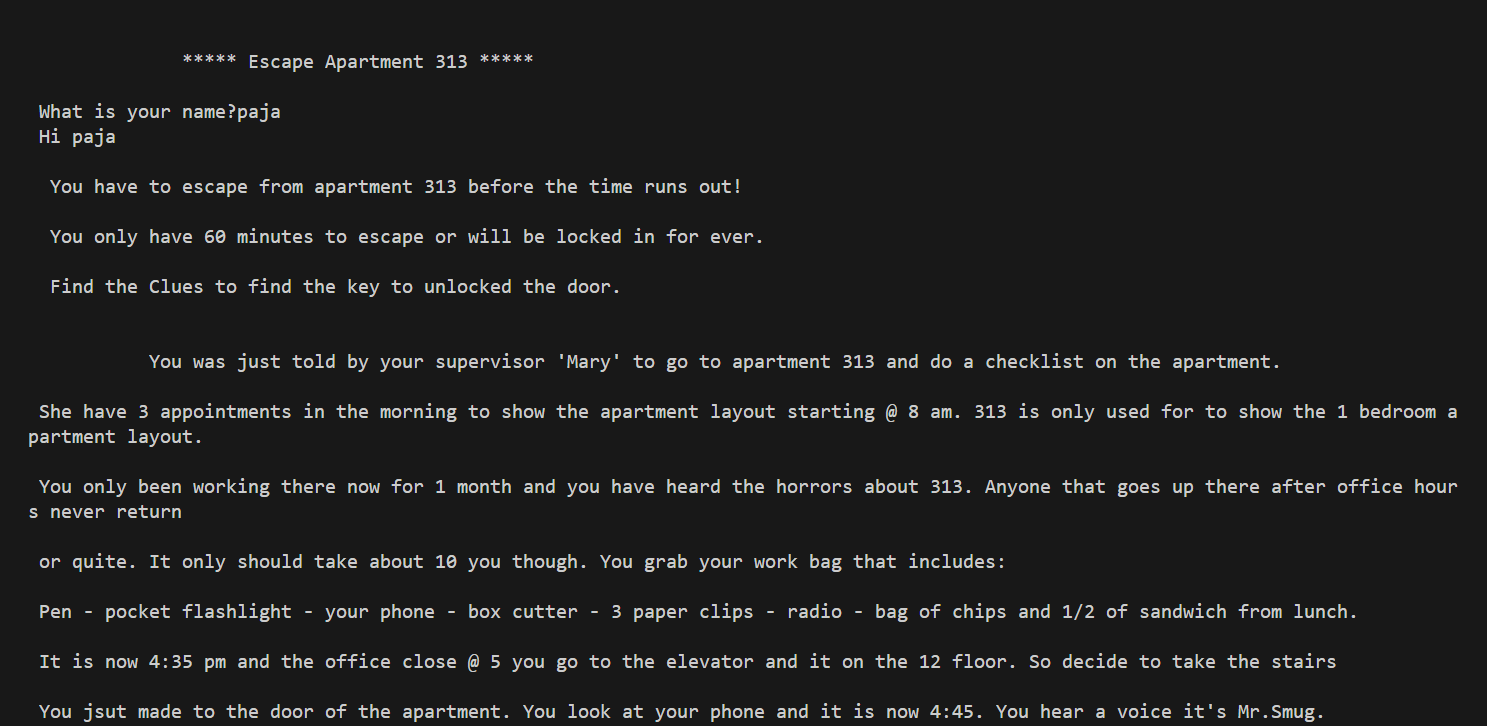 ***** Escape Apartment 313 *****
What is your name?paja
Hi paja
You have to escape from apartment 313 before the time runs out!
You only have 60 minutes to escape or will be locked in for ever.
Find the Clues to find the key to unlocked the door.
You was just told by your supervisor 'Mary' to go to apartment 313 and do a checklist on the apartment.
She have 3 appointments in the morning to show the apartment layout starting @ 8 am. 313 is only used for to show the 1 bedroom a
partment layout.
You only been working there now for 1 month and you have heard the horrors about 313. Anyone that goes up there after office hour
s never return
or quite. It only should take about 10 you though. You grab your work bag that includes:
Pen - pocket flashlight - your phone - box cutter - 3 paper clips - radio - bag of chips and 1/2 of sandwich from lunch.
It is now 4:35 pm and the office close @ 5 you go to the elevator and it on the 12 floor. So decide to take the stairs
You jsut made to the door of the apartment. You look at your phone and it is now 4:45. You hear a voice it's Mr.Smug.